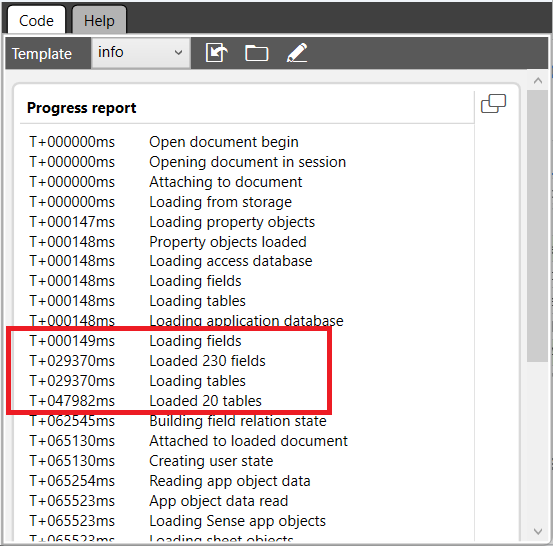 Code Help
Template info
Progress report
T+000000ms Open document begin
T+000000ms Opening document in session
T+000000ms Attaching to document
T+000000ms Loading from storage
T+000147ms Loading property objects
T+000148ms Property objects loaded
T+000148ms Loading access database
T+000148ms Loading fields
T+000148ms Loading tables
T+000148ms Loading application database
T+000149ms Loading fields
T+029370ms Loaded 230 fields
T+029370ms Loading tables
T+047982ms Loaded 20 tables
T+062545ms Building field relation state
T+065130ms Attached to loaded document
T+065130ms Creating user state
T+065254ms Reading app object data
T+065523ms App object data read
T+065523ms Loading Sense app objects
T+065523ms Loading sheet objects